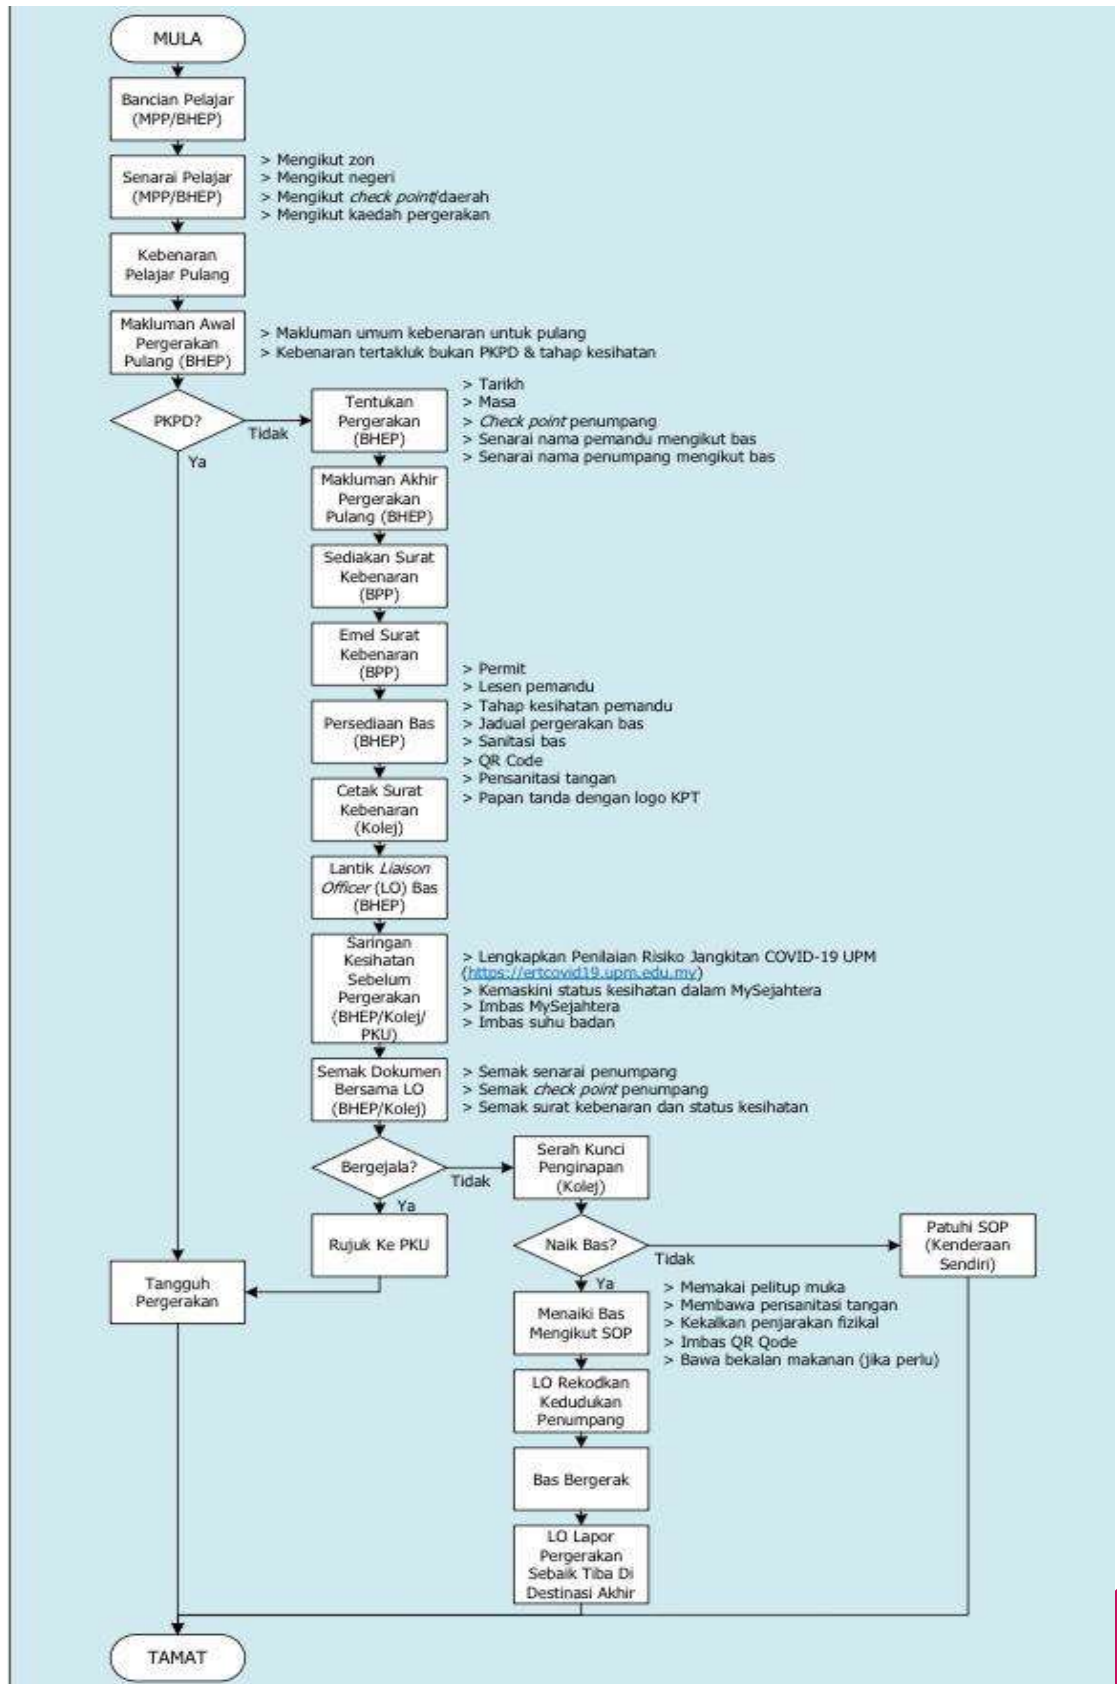 MULA
Bancian Pelajar
(MPP/BHEP)
Senarai Pelajar
(MPP/BHEP)
> Mengikut zon
> Mengikut negeri
> Mengikut check point/daerah
> Mengikut kaedah pergerakan
Kebenaran
Pelajar Pulang
Makluman Awal
Pergerakan
Pulang (BHEP)
> Makluman umum kebenaran untuk pulang
> Kebenaran tertakluk bukan PKPD & tahap kesihatan
PKPD?
Tidak
Ya
Tentukan
Pergerakan
(BHEP)
> Tarikh
> Masa
> Check point penumpang
> Senarai nama pemandu mengikut bas
> Senarai nama penumpang mengikut bas
Makluman Akhir
Pergerakan
Pulang (BHEP)
Sediakan Surat
Kebenaran
(BPP)
Emel Surat
Kebenaran
(BPP)
Persediaan Bas
(BHEP)
> Permit
> Lesen pemandu
> Tahap kesihatan pemandu
> Jadual pergerakan bas
> Sanitasi bas
> QR Code
> Pensanitasi tangan
> Papan tanda dengan logo KPT
Cetak Surat
Kebenaran
(Kolej)
Lantik Liaison
Officer (LO) Bas
(BHEP)
Saringan
Kesihatan
Sebelum
Pergerakan
(BHEP/Kolej/
PKU)
> Lengkapkan Penilaian Risiko Jangkitan COVID-19 UPM
(https://ertcovid19.upm.edu.my)
> Kemaskini status kesihatan dalam MySejahtera
> Imbas MySejahtera
> Imbas suhu badan
Semak Dokumen
Bersama LO
(BHEP/Kolej)
> Semak senarai penumpang
> Semak check point penumpang
> Semak surat kebenaran dan status kesihatan
Bergejala?
Tidak
Ya
Serah Kunci
Penginapan
(Kolej)
Rujuk Ke PKU
Naik Bas?
Tidak
Ya
Patuhi SOP
(Kenderaan
Sendiri)
Tangguh
Pergerakan
Menaiki Bas
Mengikut SOP
> Memakai pelitup muka
> Membawa pensanitasi tangan
> Kekalkan penjarakan fizikal
> Imbas QR Qode
> Bawa bekalan makanan (jika perlu)
LO Rekodkan
Kedudukan
Penumpang
Bas Bergerak
LO Lapor
Pergerakan
Sebaik Tiba Di
Destinasi Akhir
TAMAT